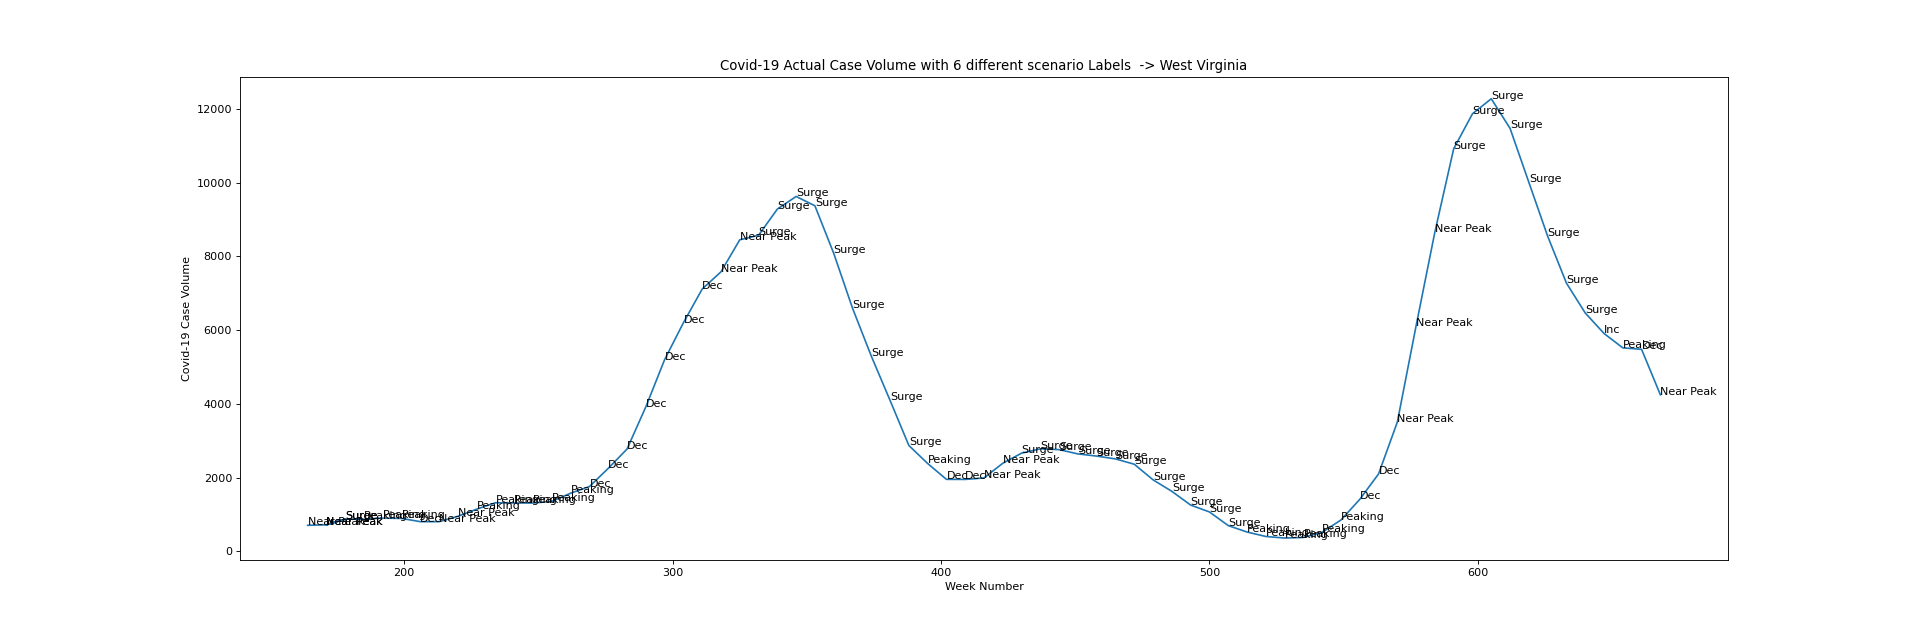 Covid-19 Actual Case Volume with 6 different scenario Labels  -> West Virginia
Covid-19 Case Volume
12000
10000
8000
6000
4000
2000
0
Near Peak
Near Peak
Surge
Peaking
Peaking
Peaking
Dec
Near Peak
Near Peak
Peaking
Peaking
Peaking
Peaking
Peaking
Peaking
Dec
Dec
Dec
Dec
Dec
Dec
Dec
Near Peak
Near Peak
Surge
Surge
Surge
Surge
Surge
Surge
Surge
Surge
Surge
Peaking
Dec
Dec
Near Peak
Near Peak
Surge
Surge
Surge
Surge
Surge
Surge
Surge
Surge
Surge
Surge
Surge
Surge
Peaking
Peaking
Peaking
Peaking
Peaking
Peaking
Dec
Dec
Near Peak
Near Peak
Near Peak
Surge
Surge
Surge
Surge
Surge
Surge
Surge
Surge
Inc
Peaking
Dec
Near Peak
200
300
400
500
600
Week Number